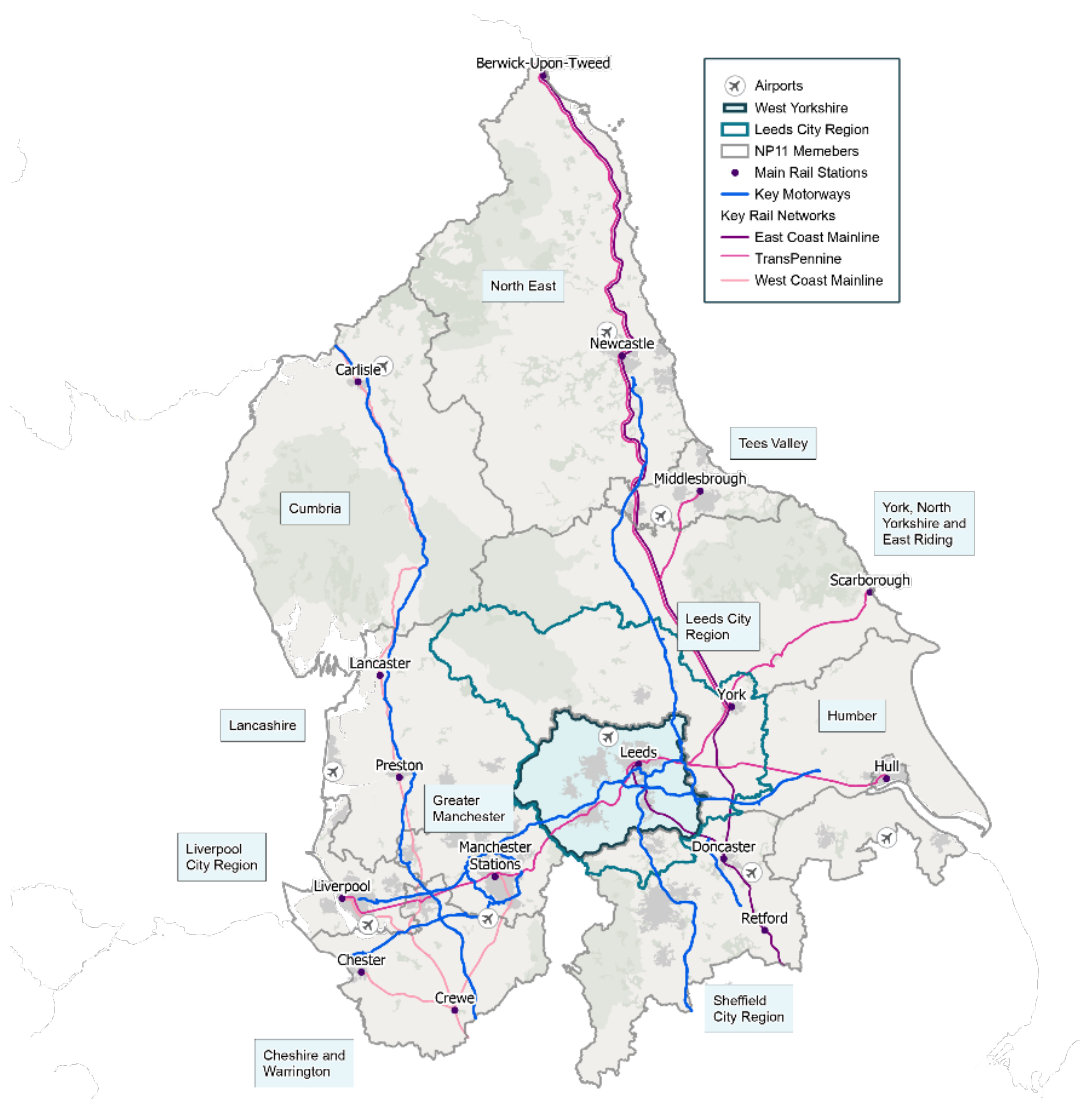 Berwick-Upon-Tweed
Airports
West Yorkshire
Leeds City Region
NP11 Memebers
Main Rail Stations
Key Motorways
Key Rail Networks
East Coast Mainline
TransPennine
West Coast Mainline
North East
Newcastle
Carlisle
Tees Valley
Middlesbrough
Cumbria
York, North
Yorkshire and
East Riding
Scarborough
Leeds City
Region
Lancaster
York
Lancashire
Humber
Leeds
Preston
Hull
Greater
Manchester
Liverpool
City Region
Manchester
Stations
Doncaster
Liverpool
Retford
Chester
Crewe
Sheffield
City Region
Cheshire and
Warrington